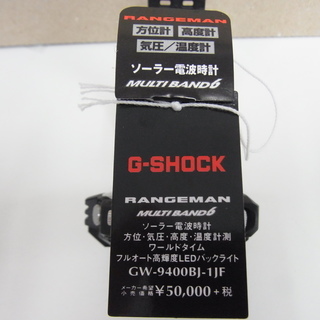 RANGEMAN
方位計 高度計
気圧/温度計
ソーラー電波時計
MULTI BAND 6
G-SHOCK
RANGEMAN
MULTI BAND 6
ソーラー電波時計
方位・気圧・高度・温度計測
ワールドタイム
フルオート高輝度LEDバックライト
GW-9400BJ-1JF
メーカー希望小売価格 ¥50,000+税